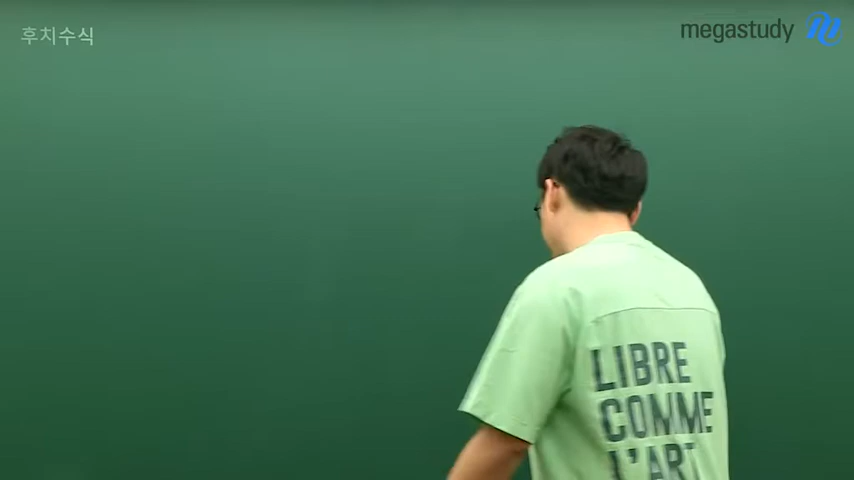 후치수식
megastudy
LIBRE
COMME
L'ART